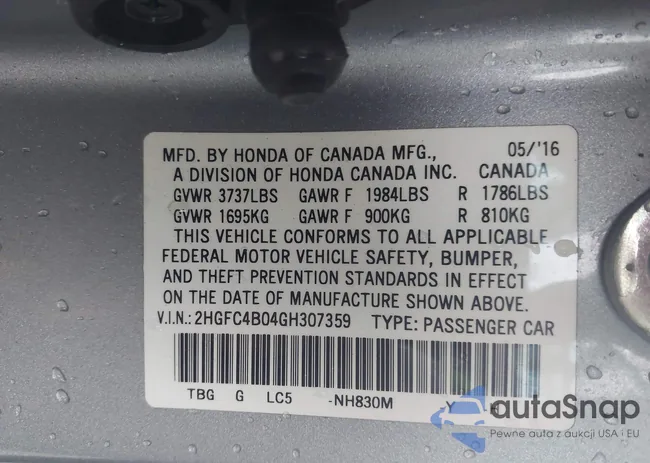 MFD. BY HONDA OF CANADA MFG., 05/'16
A DIVISION OF HONDA CANADA INC. CANADA
GVWR 3737LBS GAWR F 1984LBS R 1786LBS
GVWR 1695KG GAWR F 900KG R 810KG
THIS VEHICLE CONFORMS TO ALL APPLICABLE
FEDERAL MOTOR VEHICLE SAFETY, BUMPER,
AND THEFT PREVENTION STANDARDS IN EFFECT
ON THE DATE OF MANUFACTURE SHOWN ABOVE.
V.I.N.: 2HGFC4B04GH307359 TYPE: PASSENGER CAR
TBG G LC5 -NH830M Y
autoSnap
Pewne auta z aukcji USA i EU